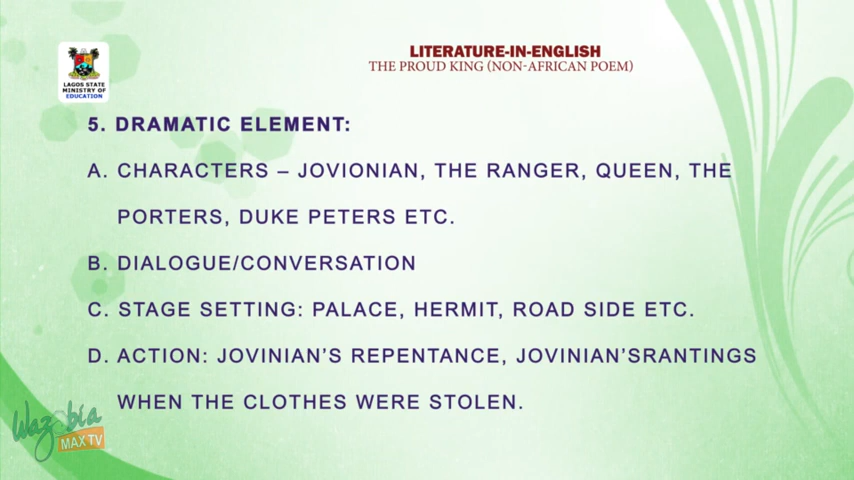 LITERATURE-IN-ENGLISH
THE PROUD KING (NON-AFRICAN POEM)
LAGOS STATE
MINISTRY OF
EDUCATION
5. DRAMATIC ELEMENT:
A. CHARACTERS – JOVIONIAN, THE RANGER, QUEEN, THE
PORTERS, DUKE PETERS ETC.
B. DIALOGUE/CONVERSATION
C. STAGE SETTING: PALACE, HERMIT, ROAD SIDE ETC.
D. ACTION: JOVINIAN'S REPENTANCE, JOVINIAN'SRANTINGS
WHEN THE CLOTHES WERE STOLEN.
Wazobia
MAX TV